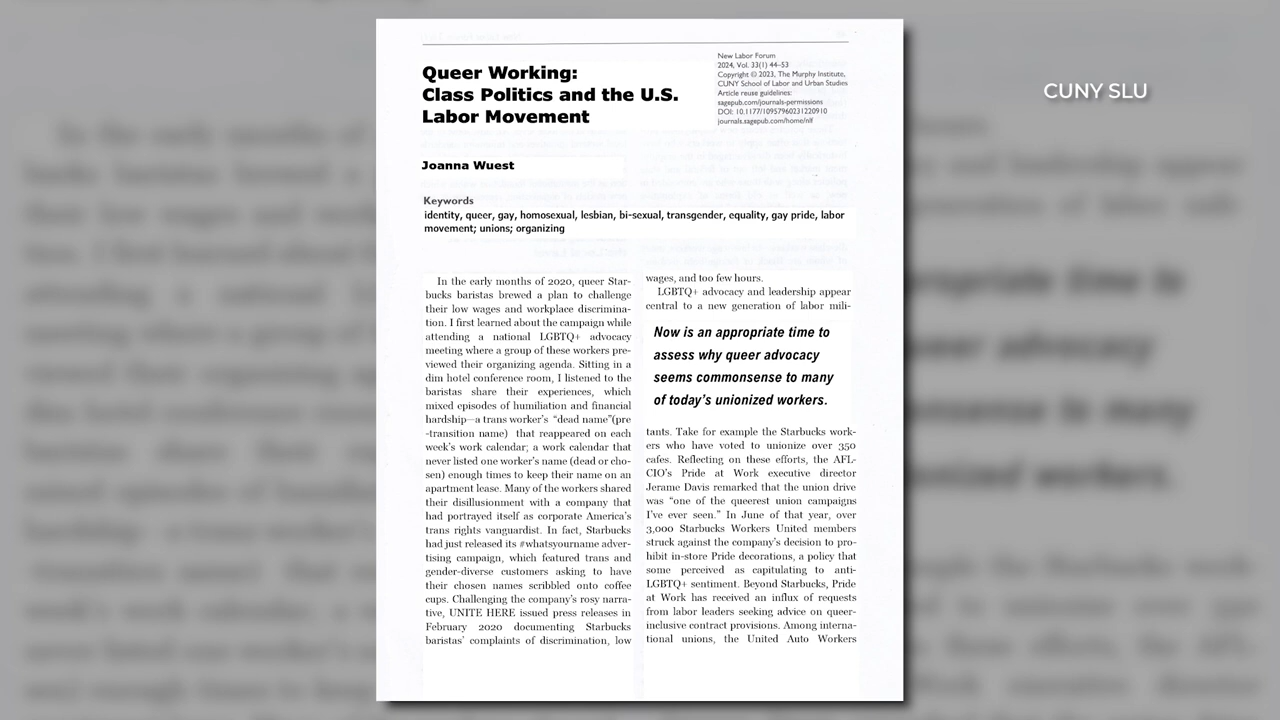 CUNY SLU
Queer Working:
Class Politics and the U.S.
Labor Movement
New Labor Forum
2024, Vol. 33(1) 44–53
Copyright © 2023, The Murphy Institute,
CUNY School of Labor and Urban Studies
Article reuse guidelines:
sagepub.com/journals-permissions
DOI: 10.1177/10957960231220910
journals.sagepub.com/home/nlf
Joanna Wuest
Keywords
identity, queer, gay, homosexual, lesbian, bi-sexual, transgender, equality, gay pride, labor
movement; unions; organizing
In the early months of 2020, queer Star-
bucks baristas brewed a plan to challenge
their low wages and workplace discrimina-
tion. I first learned about the campaign while
attending a national LGBTQ+ advocacy
meeting where a group of these workers pre-
viewed their organizing agenda. Sitting in a
dim hotel conference room, I listened to the
baristas share their experiences, which
mixed episodes of humiliation and financial
hardship—a trans worker's "dead name"(pre
-transition name) that reappeared on each
week's work calendar; a work calendar that
never listed one worker's name (dead or cho-
sen) enough times to keep their name on an
apartment lease. Many of the workers shared
their disillusionment with a company that
had portrayed itself as corporate America's
trans rights vanguardist. In fact, Starbucks
had just released its #whatsyourname adver-
tising campaign, which featured trans and
gender-diverse customers asking to have
their chosen names scribbled onto coffee
cups. Challenging the company's rosy narra-
tive, UNITE HERE issued press releases in
February 2020 documenting Starbucks
baristas' complaints of discrimination, low
wages, and too few hours.
LGBTQ+ advocacy and leadership appear
central to a new generation of labor mili-
Now is an appropriate time to
assess why queer advocacy
seems commonsense to many
of today's unionized workers.
tants. Take for example the Starbucks work-
ers who have voted to unionize over 350
cafes. Reflecting on these efforts, the AFL-
CIO's Pride at Work executive director
Jerame Davis remarked that the union drive
was "one of the queerest union campaigns
I've ever seen." In June of that year, over
3,000 Starbucks Workers United members
struck against the company's decision to pro-
hibit in-store Pride decorations, a policy that
some perceived as capitulating to anti-
LGBTQ+ sentiment. Beyond Starbucks, Pride
at Work has received an influx of requests
from labor leaders seeking advice on queer-
inclusive contract provisions. Among interna-
tional unions, the United Auto Workers